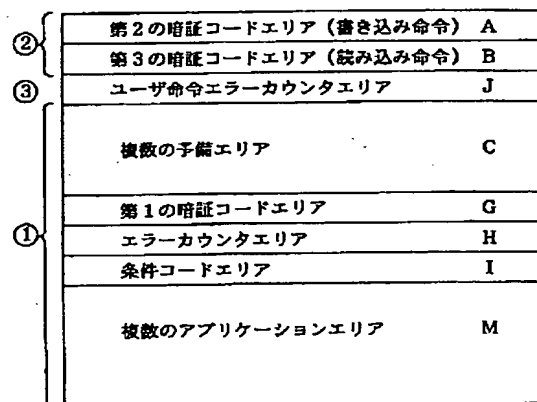 ② 第2の暗証コードエリア（書き込み命令） A
第3の暗証コードエリア（読み込み命令） B
③ ユーザ命令エラーカウンタエリア J
複数の予備エリア C
① 第1の暗証コードエリア G
エラーカウンタエリア H
条件コードエリア I
複数のアプリケーションエリア M